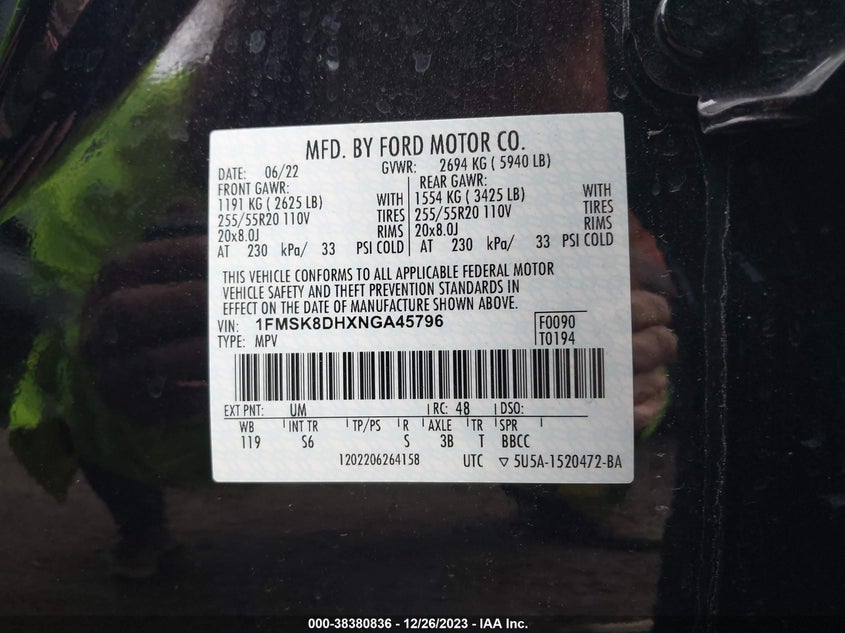 MFD. BY FORD MOTOR CO.
DATE: 06/22 GVWR: 2694 KG ( 5940 LB)
FRONT GAWR: REAR GAWR:
1191 KG ( 2625 LB) WITH 1554 KG ( 3425 LB) WITH
255/55R20 110V TIRES 255/55R20 110V TIRES
20x8.0J RIMS 20x8.0J RIMS
AT 230 kPa/ 33 PSI COLD AT 230 kPa/ 33 PSI COLD
THIS VEHICLE CONFORMS TO ALL APPLICABLE FEDERAL MOTOR
VEHICLE SAFETY AND THEFT PREVENTION STANDARDS IN
EFFECT ON THE DATE OF MANUFACTURE SHOWN ABOVE.
VIN: 1FMSK8DHXNGA45796 F0090
TYPE: MPV T0194
EXT PNT: UM RC: 48 DSO:
WB INT TR TP/PS R AXLE TR SPR
119 S6 S 3B T BBCC
1202206264158 UTC ▽ 5U5A-1520472-BA
000-38380836 - 12/26/2023 - IAA Inc.